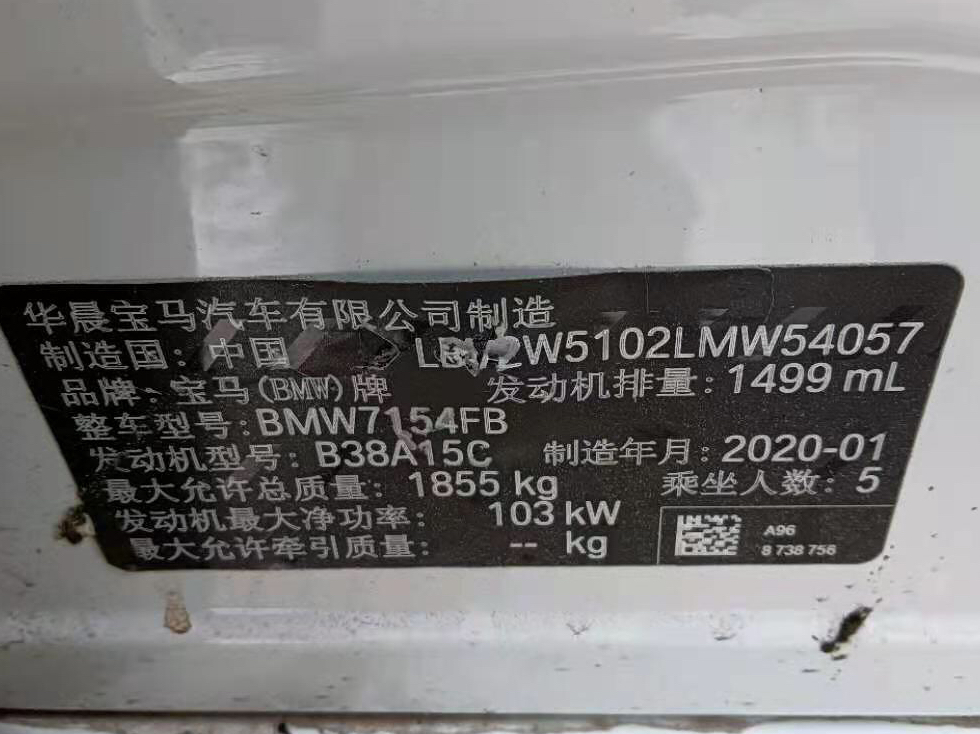 华晨宝马汽车有限公司制造
制造国：中国 W5102LMW54057
品牌：宝马(BMW)牌 发动机排量：1499 mL
整车型号：BMW7154FB
发动机型号：B38A15C 制造年月：2020-01
最大允许总质量：1855 kg 乘坐人数：5
发动机最大净功率：103 kW
最大允许牵引质量：-- kg
A96
8 738 756